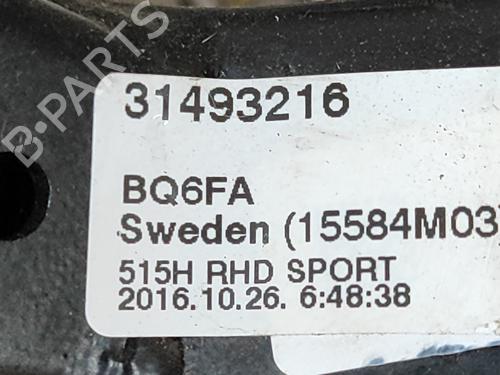 B-PARTS
31493216
BQ6FA
Sweden (15584M03)
515H RHD SPORT
2016.10.26. 6:48:38